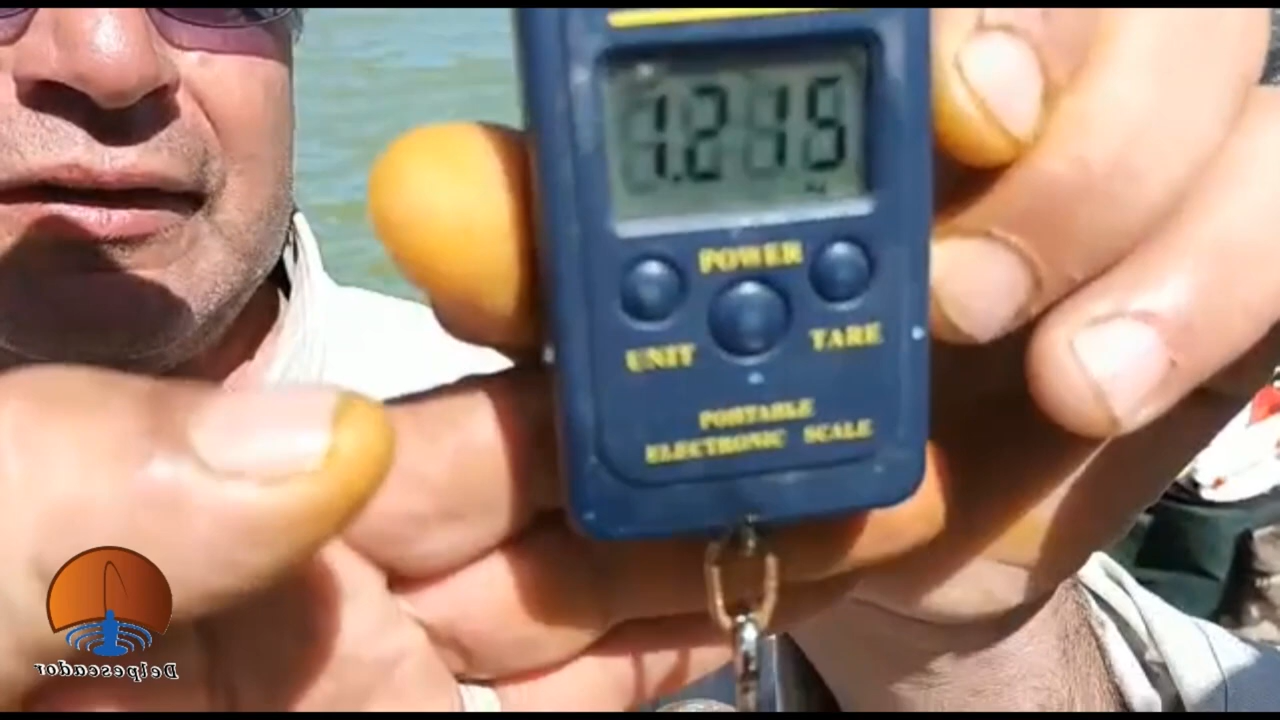 1.215
POWER
UNIT TARE
PORTABLE
ELECTRONIC SCALE
Delpescador